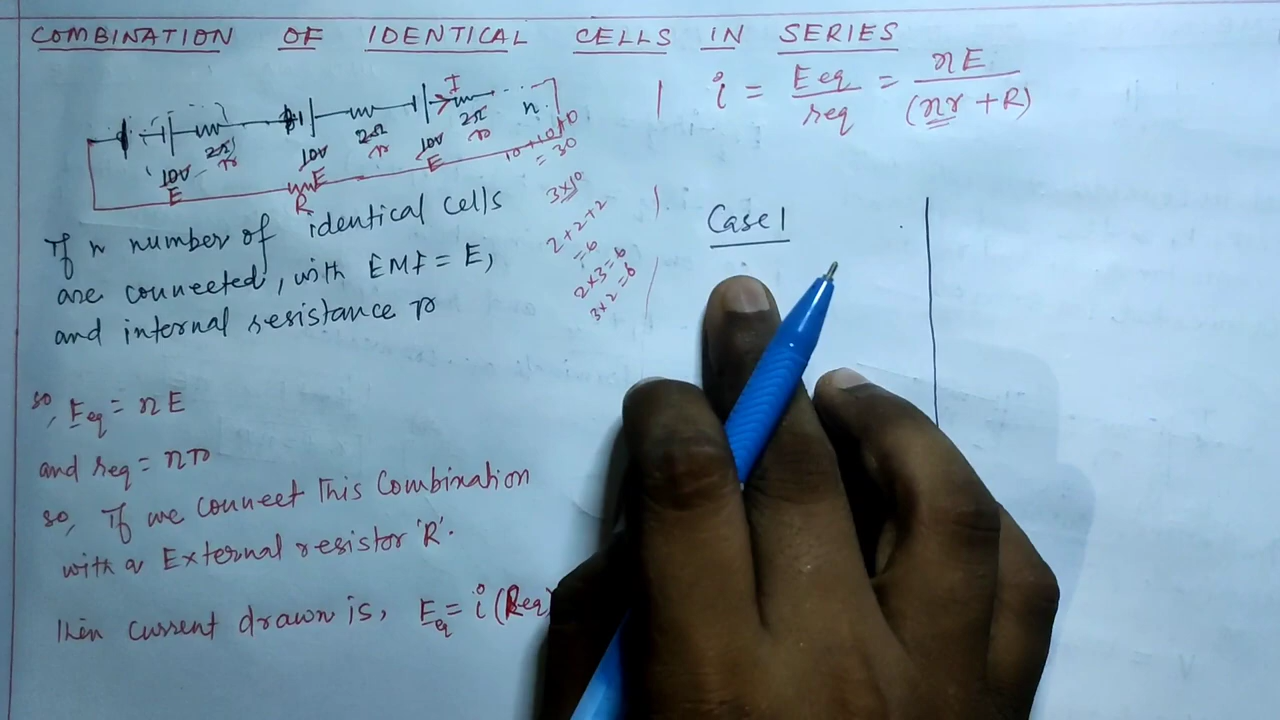 COMBINATION OF IDENTICAL CELLS IN SERIES
I
n
2Ω 2Ω 2Ω
r r r
10V 10V 10V
E E E
R
10+10+10
= 30
3×10
2+2+2
= 6
2×3=6
3×2=6
If n number of identical cells
are connected, with EMF = E,
and internal resistance r
so, Eeq = nE
and req = nr
so, If we connect This Combination
with a External resistor 'R'.
Then current drawn is, Eeq = i(Req)
i = Eeq/req = nE/(nr + R)
Case 1